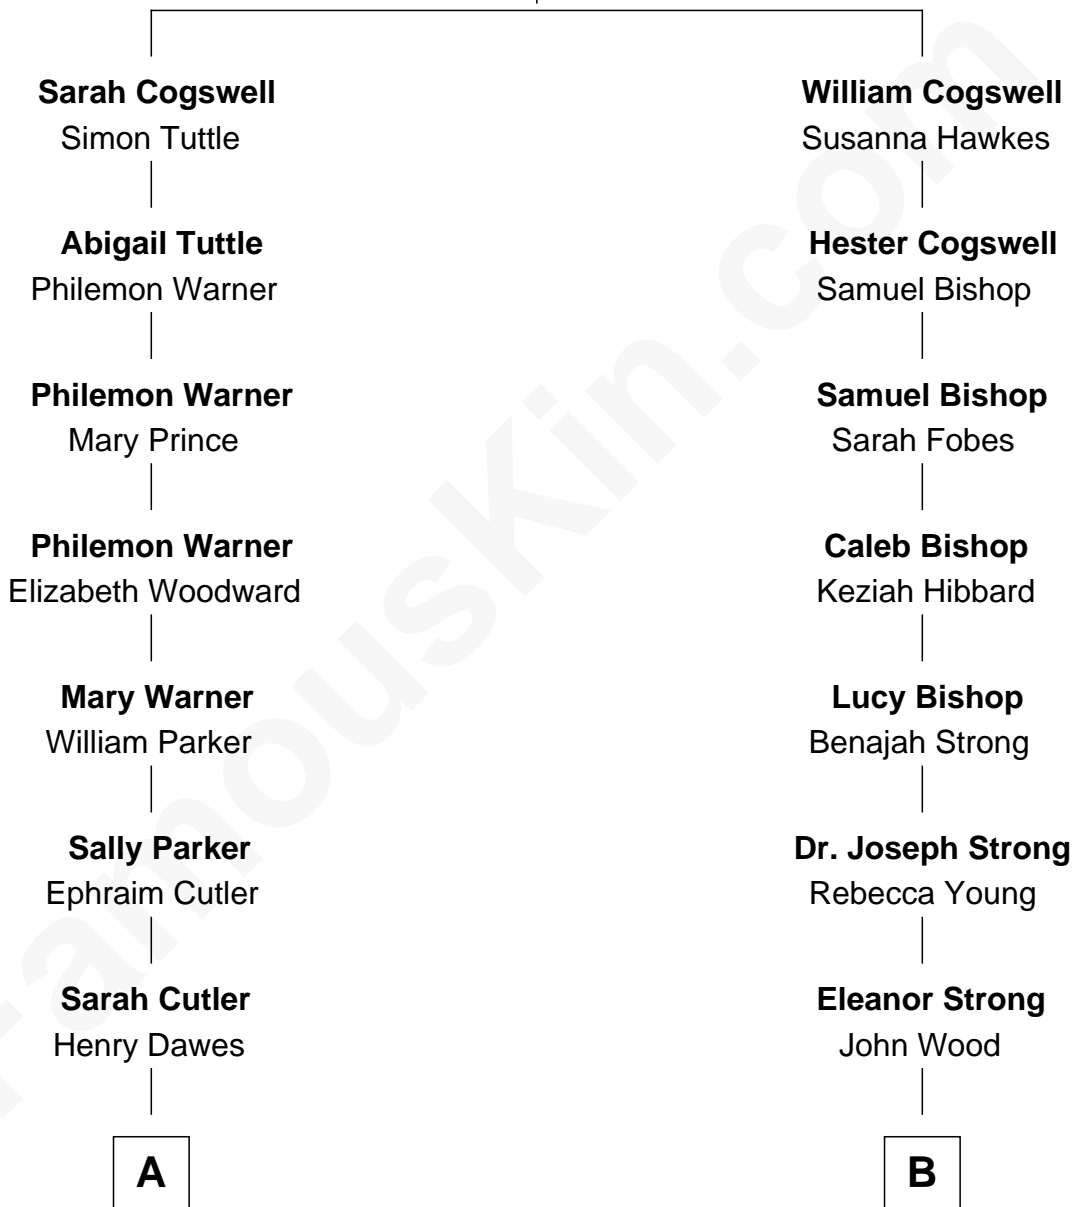 Sarah Cogswell
Simon Tuttle
Abigail Tuttle
Philemon Warner
Philemon Warner
Mary Prince
Philemon Warner
Elizabeth Woodward
Mary Warner
William Parker
Sally Parker
Ephraim Cutler
Sarah Cutler
Henry Dawes
A
William Cogswell
Susanna Hawkes
Hester Cogswell
Samuel Bishop
Samuel Bishop
Sarah Fobes
Caleb Bishop
Keziah Hibbard
Lucy Bishop
Benajah Strong
Dr. Joseph Strong
Rebecca Young
Eleanor Strong
John Wood
B
FamousKin.com